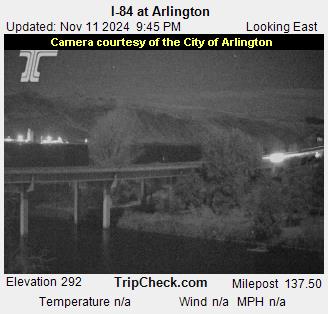 I-84 at Arlington
Updated: Nov 11 2024 9:45 PM Looking East
Camera courtesy of the City of Arlington
Elevation 292 TripCheck.com Milepost 137.50
Temperature n/a Wind n/a MPH n/a